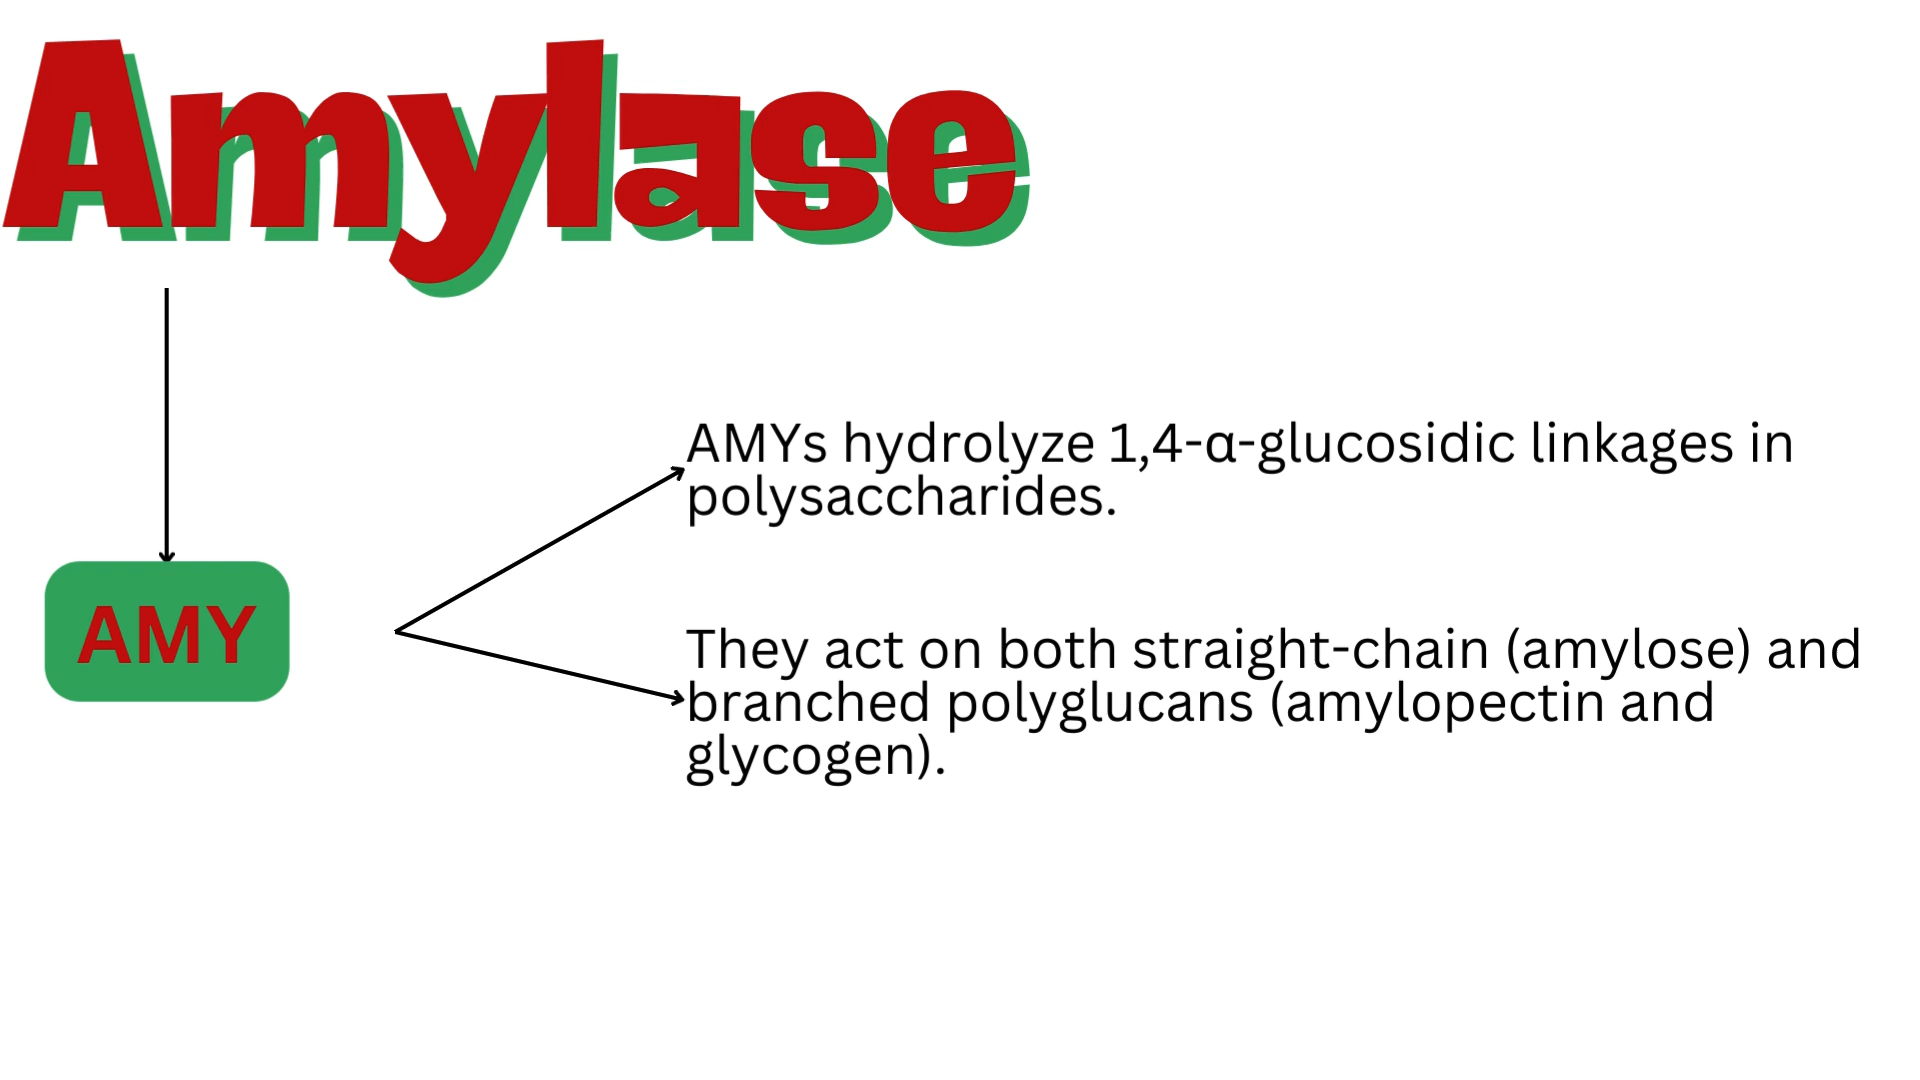 Amylase
AMY
AMYs hydrolyze 1,4-α-glucosidic linkages in
polysaccharides.
They act on both straight-chain (amylose) and
branched polyglucans (amylopectin and
glycogen).